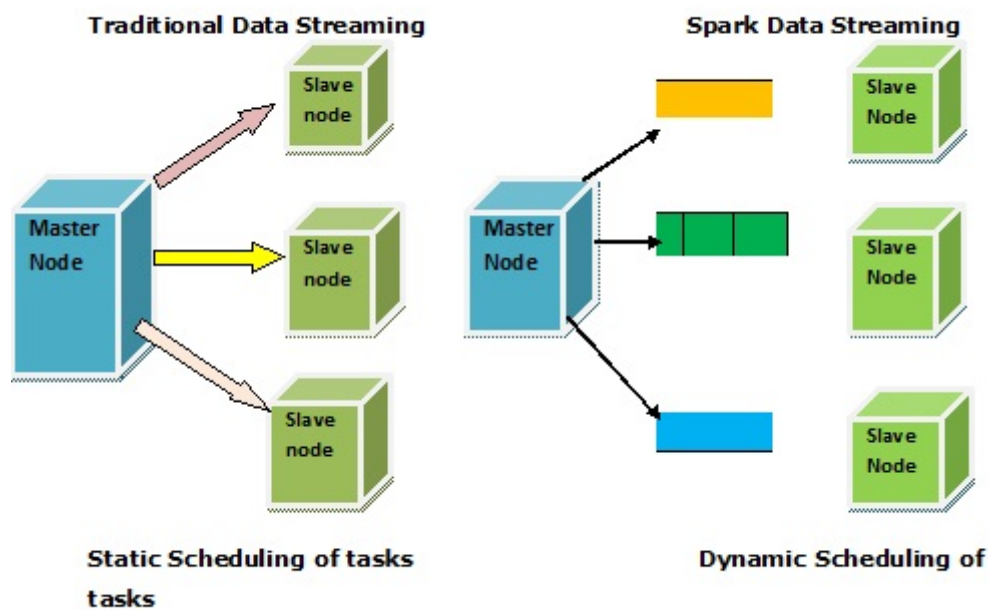 Traditional Data Streaming
Spark Data Streaming
Slave
node
Slave
Node
Master
Node
Slave
node
Master
Node
Slave
Node
Slave
node
Slave
Node
Static Scheduling of tasks
Dynamic Scheduling of
tasks